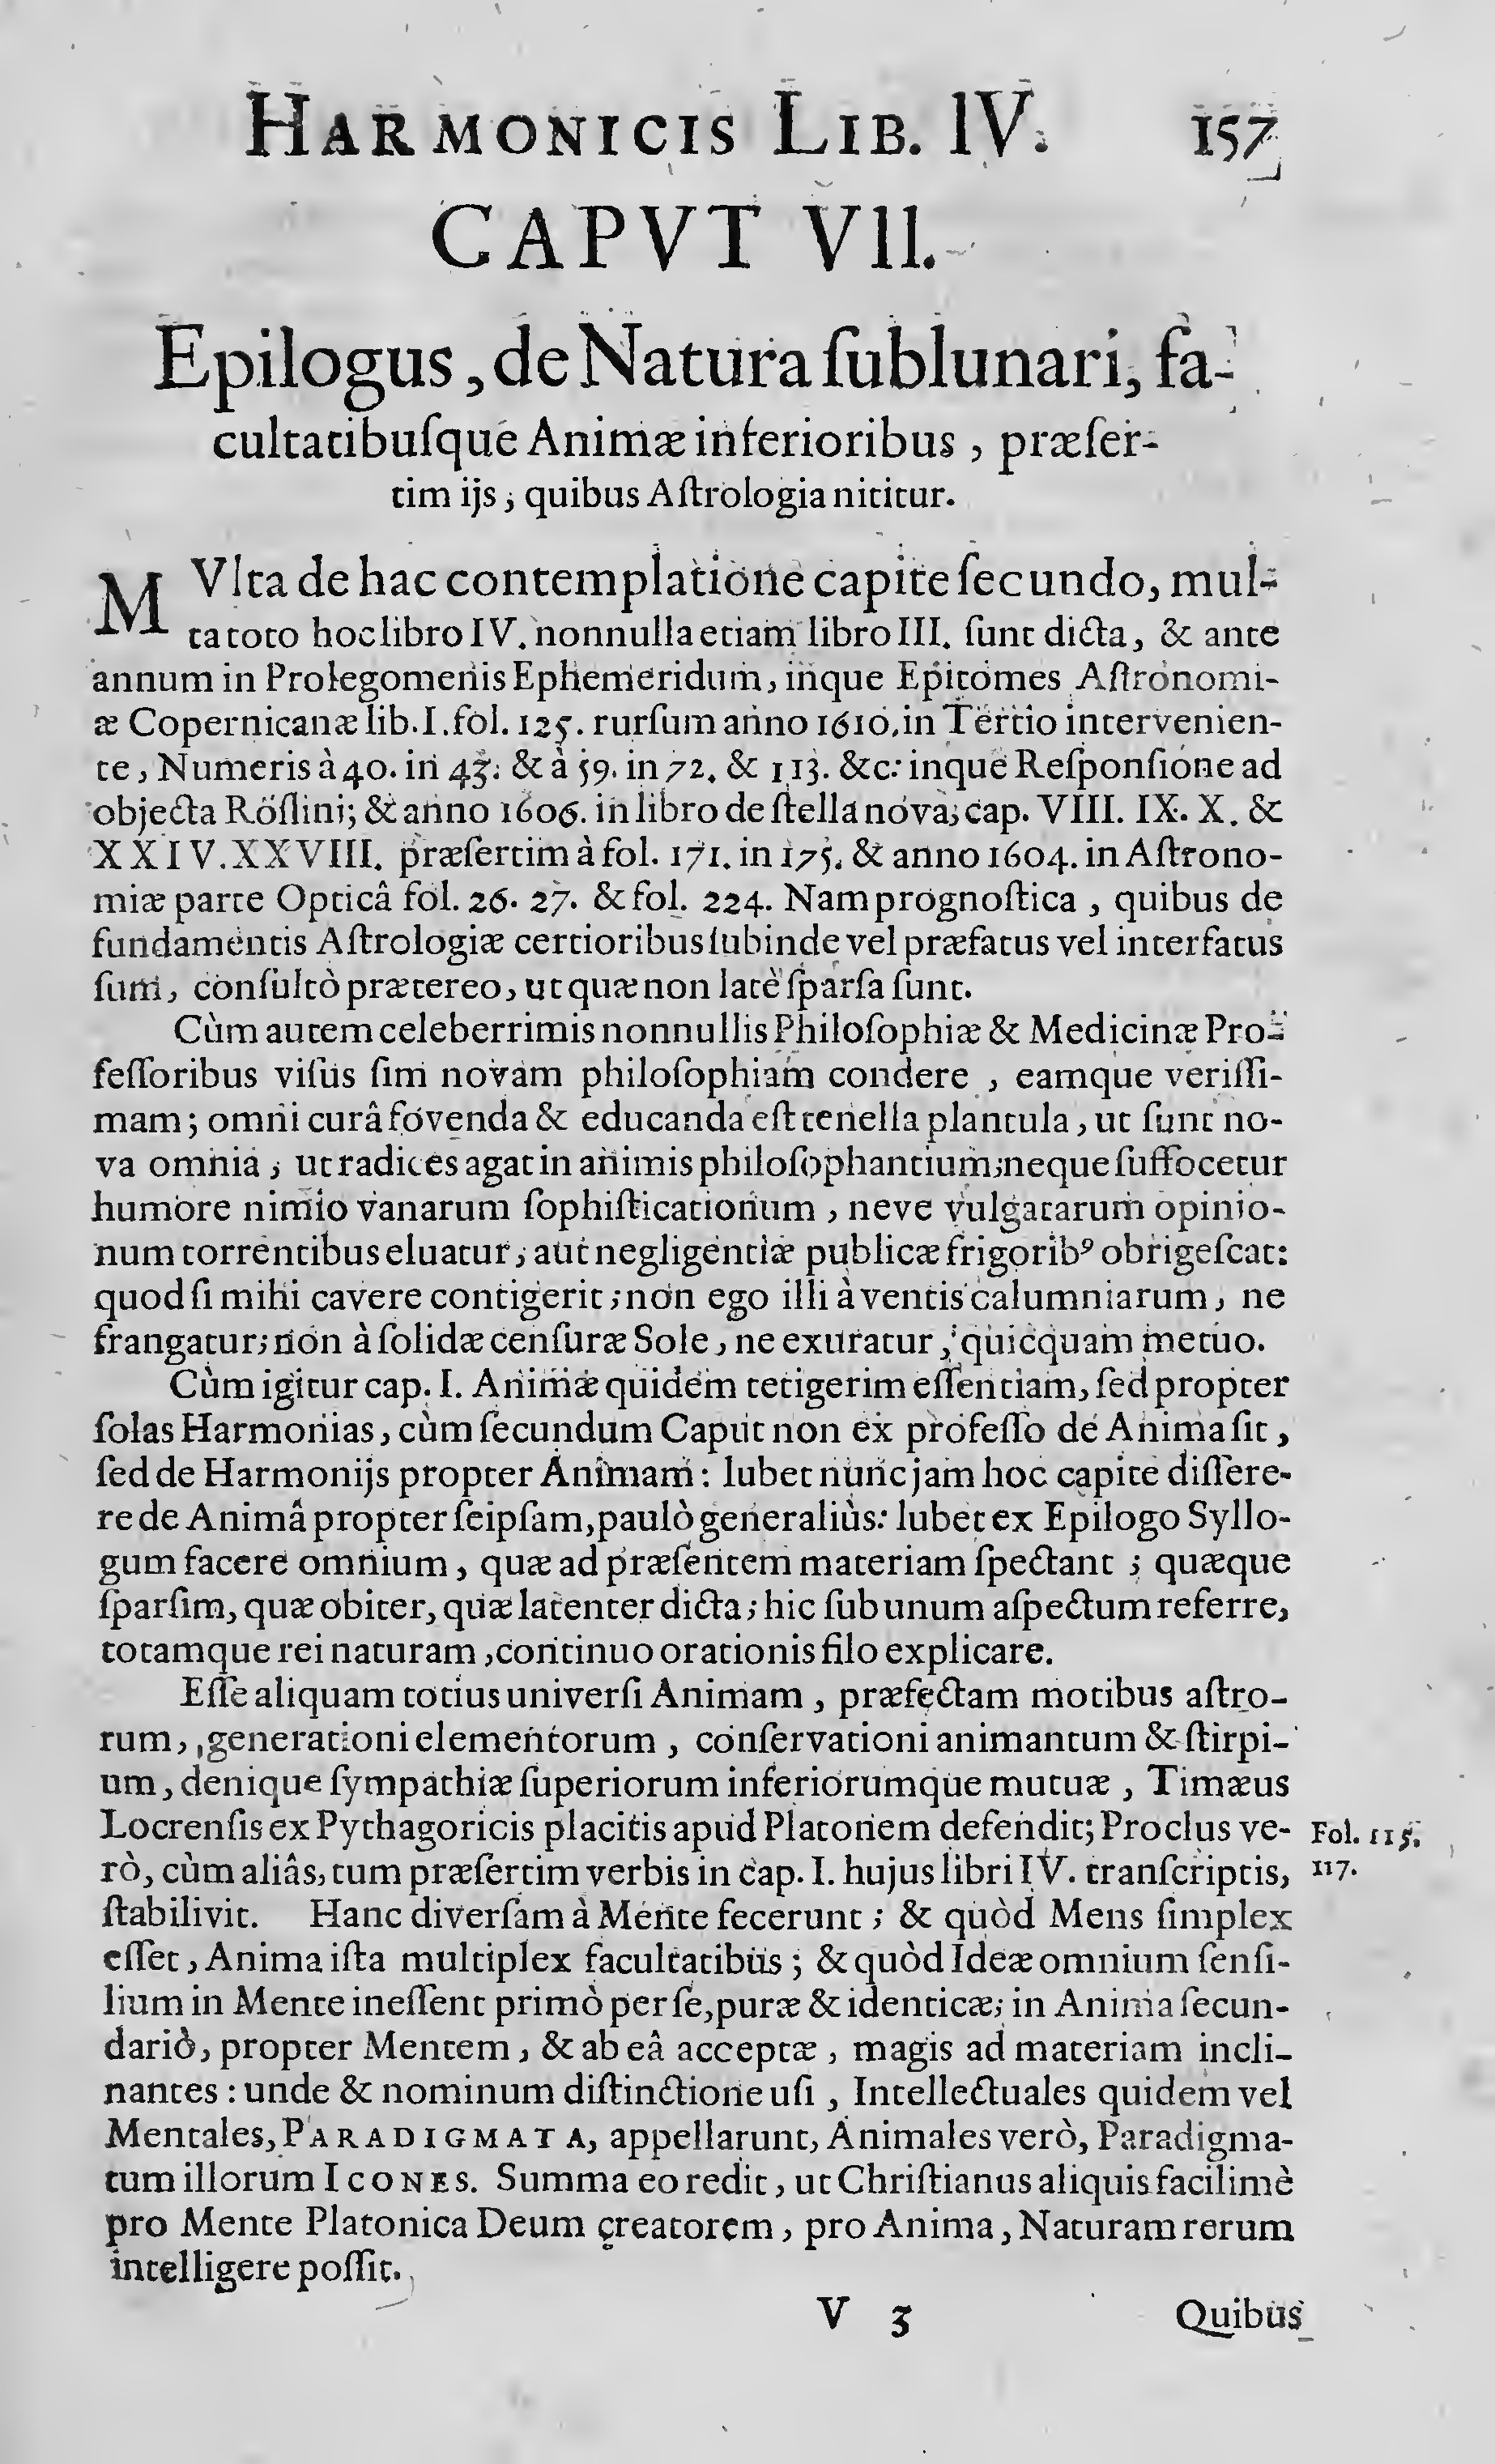 HARMONICIS LIB. IV. 157
CAPVT VII.
Epilogus, de Natura ſublunari, fa-
cultatibuſque Animæ inferioribus, præſer-
tim ijs, quibus Aſtrologia nititur.
MVlta de hac contemplatione capite ſecundo, mul-
ta toto hoc libro IV. nonnulla etiam libro III. ſunt dicta, & ante
annum in Prolegomenis Ephemeridum, inque Epitomes Aſtronomi-
æ Copernicanæ lib. I. fol. 125. rurſum anno 1610. in Tertio intervenien-
te, Numeris à 40. in 43. & à 59. in 72. & 113. &c: inque Reſponſione ad
objecta Röſlini; & anno 1606. in libro de ſtella nova, cap. VIII. IX. X. &
XXIV. XXVIII. præſertim à fol. 171. in 175. & anno 1604. in Aſtrono-
miæ parte Opticâ fol. 26. 27. & fol. 224. Nam prognoſtica, quibus de
fundamentis Aſtrologiæ certioribus ſubinde vel præfatus vel interfatus
ſum, conſultò prætereo, ut quæ non latè ſparſa ſunt.
Cùm autem celeberrimis nonnullis Philoſophiæ & Medicinæ Pro-
feſſoribus viſus ſim novam philoſophiam condere, eamque veriſſi-
mam; omni curâ fovenda & educanda eſt tenella plantula, ut ſunt no-
va omnia, ut radices agat in animis philoſophantium, neque ſuffocetur
humore nimio vanarum ſophiſticationum, neve vulgatarum opinio-
num torrentibus eluatur, aut negligentiæ publicæ frigoribꝰ obrigeſcat:
quod ſi mihi cavere contigerit; non ego illi à ventis calumniarum, ne
frangatur; non à ſolidæ cenſuræ Sole, ne exuratur, quicquam metuo.
Cùm igitur cap. I. Animæ quidem tetigerim eſſentiam, ſed propter
ſolas Harmonias, cùm ſecundum Caput non ex profeſſo de Anima ſit,
ſed de Harmonijs propter Animam: lubet nunc jam hoc capite diſſere-
re de Animâ propter ſeipſam, paulò generaliùs: lubet ex Epilogo Syllo-
gum facere omnium, quæ ad præſentem materiam ſpectant; quæque
ſparſim, quæ obiter, quæ latenter dicta; hic ſub unum aſpectum referre,
totamque rei naturam, continuo orationis filo explicare.
Eſſe aliquam totius univerſi Animam, præfectam motibus aſtro-
rum, generationi elementorum, conſervationi animantum & ſtirpi-
um, denique ſympathiæ ſuperiorum inferiorumque mutuæ, Timæus
Locrenſis ex Pythagoricis placitis apud Platonem defendit; Proclus ve-
rò, cùm aliâs, tum præſertim verbis in cap. I. hujus libri IV. tranſcriptis,
Fol. 115.
117.
ſtabilivit. Hanc diverſam à Mente fecerunt; & quòd Mens ſimplex
eſſet, Anima iſta multiplex facultatibus; & quòd Ideæ omnium ſenſi-
lium in Mente ineſſent primò per ſe, puræ & identicæ; in Anima ſecun-
dariò, propter Mentem, & ab eâ acceptæ, magis ad materiam incli-
nantes: unde & nominum diſtinctione uſi, Intellectuales quidem vel
Mentales, PARADIGMATA, appellarunt, Animales verò, Paradigma-
tum illorum ICONES. Summa eo redit, ut Chriſtianus aliquis facilimè
pro Mente Platonica Deum creatorem, pro Anima, Naturam rerum
intelligere poſſit.
V 3 Quibus